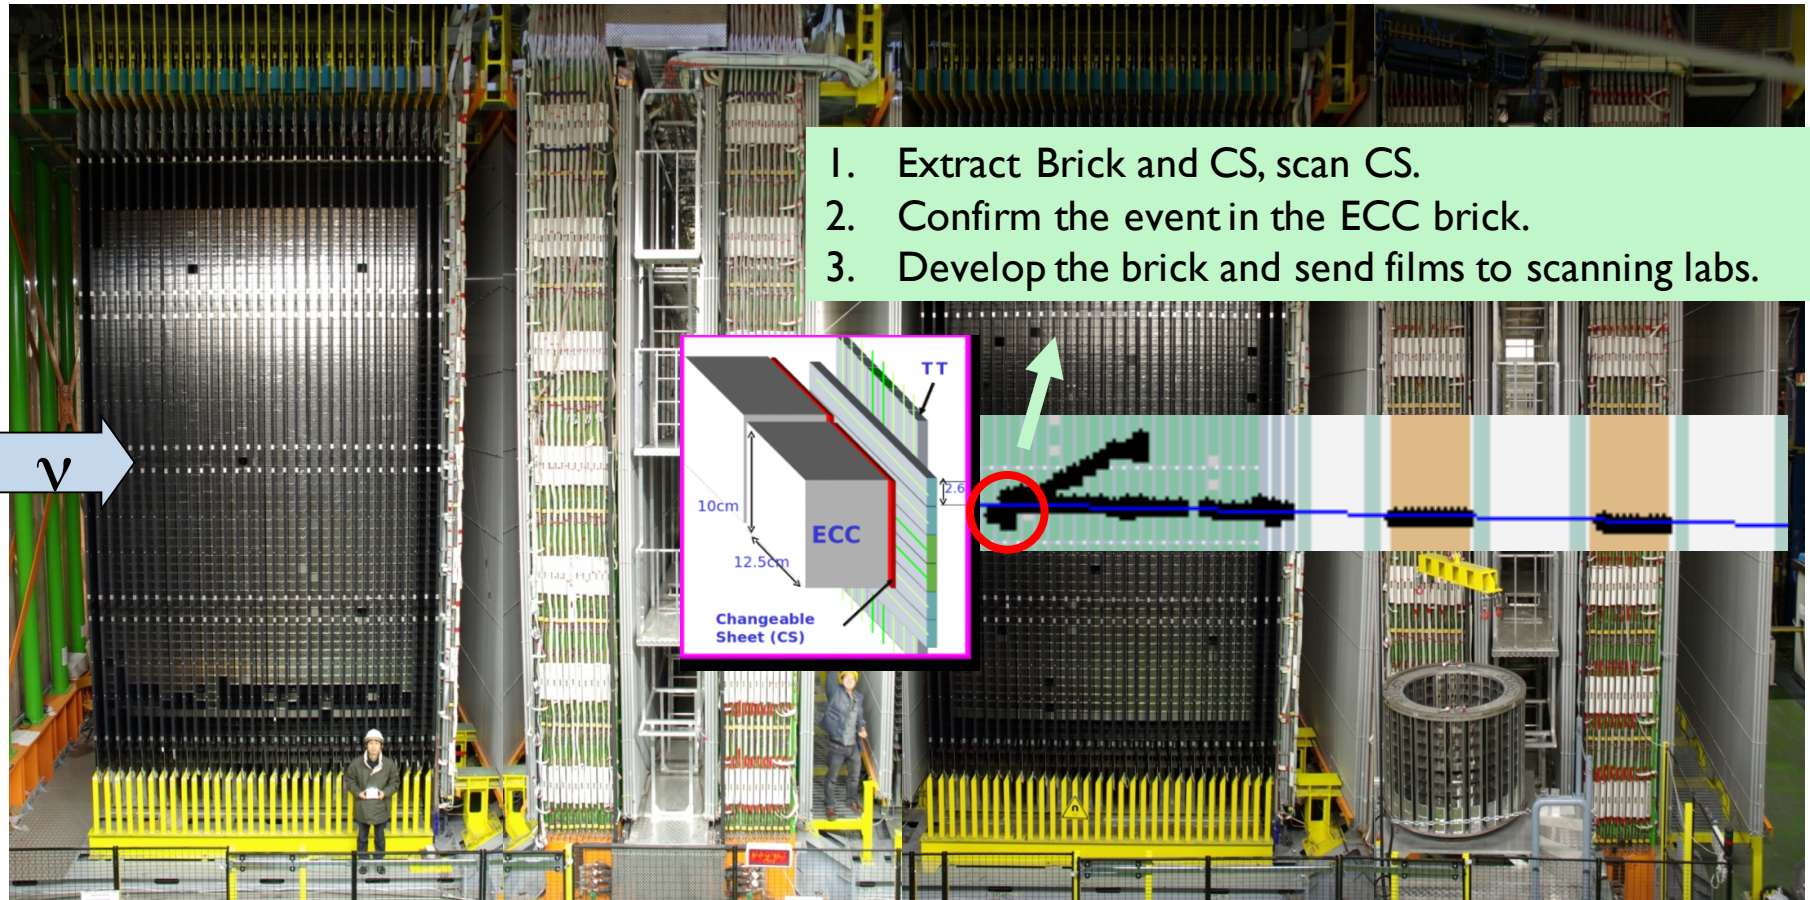 1. Extract Brick and CS, scan CS.
2. Confirm the event in the ECC brick.
3. Develop the brick and send films to scanning labs.
TT
ν
2.6
10cm
ECC
12.5cm
Changeable
Sheet (CS)